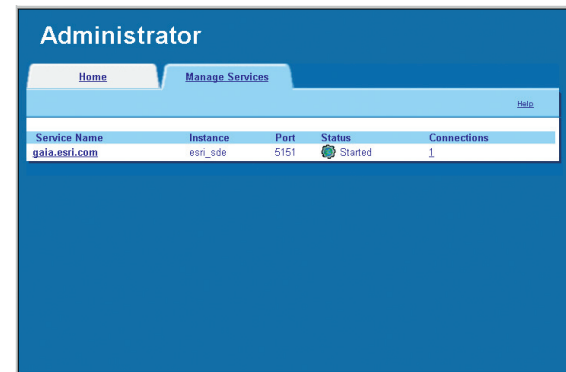 Administrator
Home Manage Services
Help
Service Name Instance Port Status Connections
gaia.esri.com esri_sde 5151 Started 1